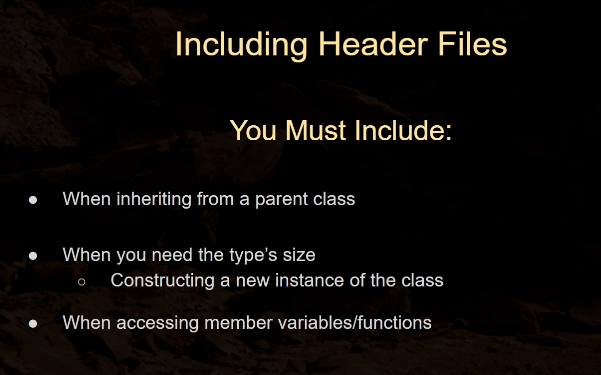 Including Header Files
You Must Include:
● When inheriting from a parent class
● When you need the type's size
○ Constructing a new instance of the class
● When accessing member variables/functions